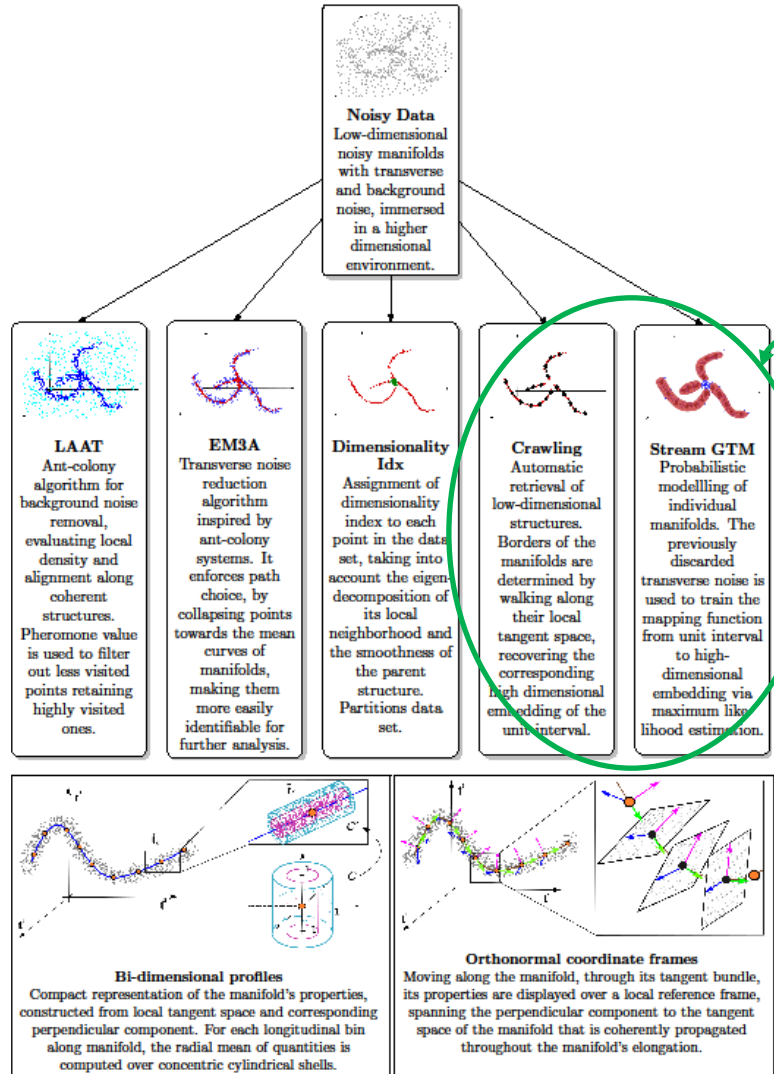 Noisy Data
Low-dimensional
noisy manifolds
with transverse
and background
noise, immersed
in a higher
dimensional
environment.
LAAT
Ant-colony
algorithm for
background noise
removal,
evaluating local
density and
alignment along
coherent
structures.
Pheromone value
is used to filter
out less visited
points retaining
highly visited
ones.
EM3A
Transverse noise
reduction
algorithm
inspired by
ant-colony
systems. It
enforces path
choice, by
collapsing points
towards the mean
curves of
manifolds,
making them
more easily
identifiable for
further analysis.
Dimensionality
Idx
Assignment of
dimensionality
index to each
point in the data
set, taking into
account the eigen-
decomposition of
its local
neighborhood and
the smoothness of
the parent
structure.
Partitions data
set.
Crawling
Automatic
retrieval of
low-dimensional
structures.
Borders of the
manifolds are
determined by
walking along
their local
tangent space,
recovering the
corresponding
high dimensional
embedding of the
unit interval.
Stream GTM
Probabilistic
modellling of
individual
manifolds. The
previously
discarded
transverse noise is
used to train the
mapping function
from unit interval
to high-
dimensional
embedding via
maximum like-
lihood estimation.
Bi-dimensional profiles
Compact representation of the manifold's properties,
constructed from local tangent space and corresponding
perpendicular component. For each longitudinal bin
along manifold, the radial mean of quantities is
computed over concentric cylindrical shells.
Orthonormal coordinate frames
Moving along the manifold, through its tangent bundle,
its properties are displayed over a local reference frame,
spanning the perpendicular component to the tangent
space of the manifold that is coherently propagated
throughout the manifold's elongation.